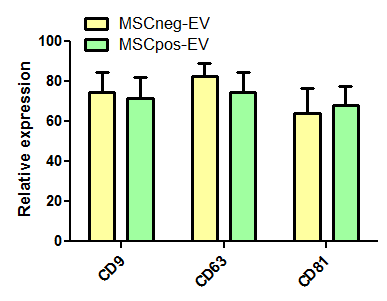 MSCneg-EV
MSCpos-EV
Relative expression
100
80
60
40
20
0
CD9
CD63
CD81